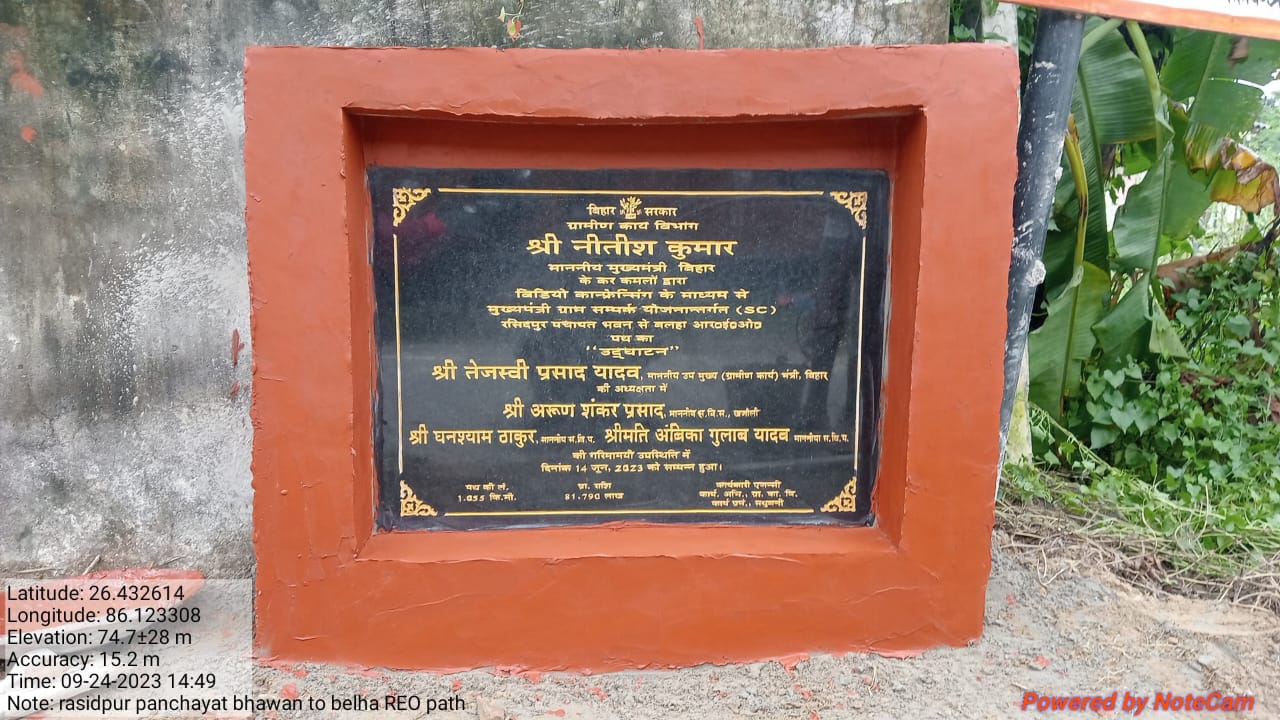 बिहार सरकार
ग्रामीण कार्य विभाग
श्री नीतीश कुमार
माननीय मुख्यमंत्री बिहार
के कर कमलों द्वारा
विडियो कान्फ्रेन्सिंग के माध्यम से
मुख्यमंत्री ग्राम सम्पर्क योजनान्तर्गत (SC)
रसिदपुर पंचायत भवन से बलहा आर०ई०ओ०
पथ का
“उद्घाटन”
श्री तेजस्वी प्रसाद यादव, माननीय उप मुख्य (ग्रामीण कार्य) मंत्री, बिहार
की अध्यक्षता में
श्री अरूण शंकर प्रसाद, माननीय स.वि.स., खजौली
श्री घनश्याम ठाकुर, माननीय स.वि.प. श्रीमति अंबिका गुलाब यादव माननीया स.वि.प.
की गरिमामयी उपस्थिति में
दिनांक 14 जून, 2023 को सम्पन्न हुआ।
पथ की लं. प्रा. राशि कार्यकारी एजेन्सी
1.055 कि.मी. 81.790 लाख कार्य. अभि., ग्रा. का. वि.
कार्य प्रमं., मधुबनी
Latitude: 26.432614
Longitude: 86.123308
Elevation: 74.7±28 m
Accuracy: 15.2 m
Time: 09-24-2023 14:49
Note: rasidpur panchayat bhawan to belha REO path
Powered by NoteCam